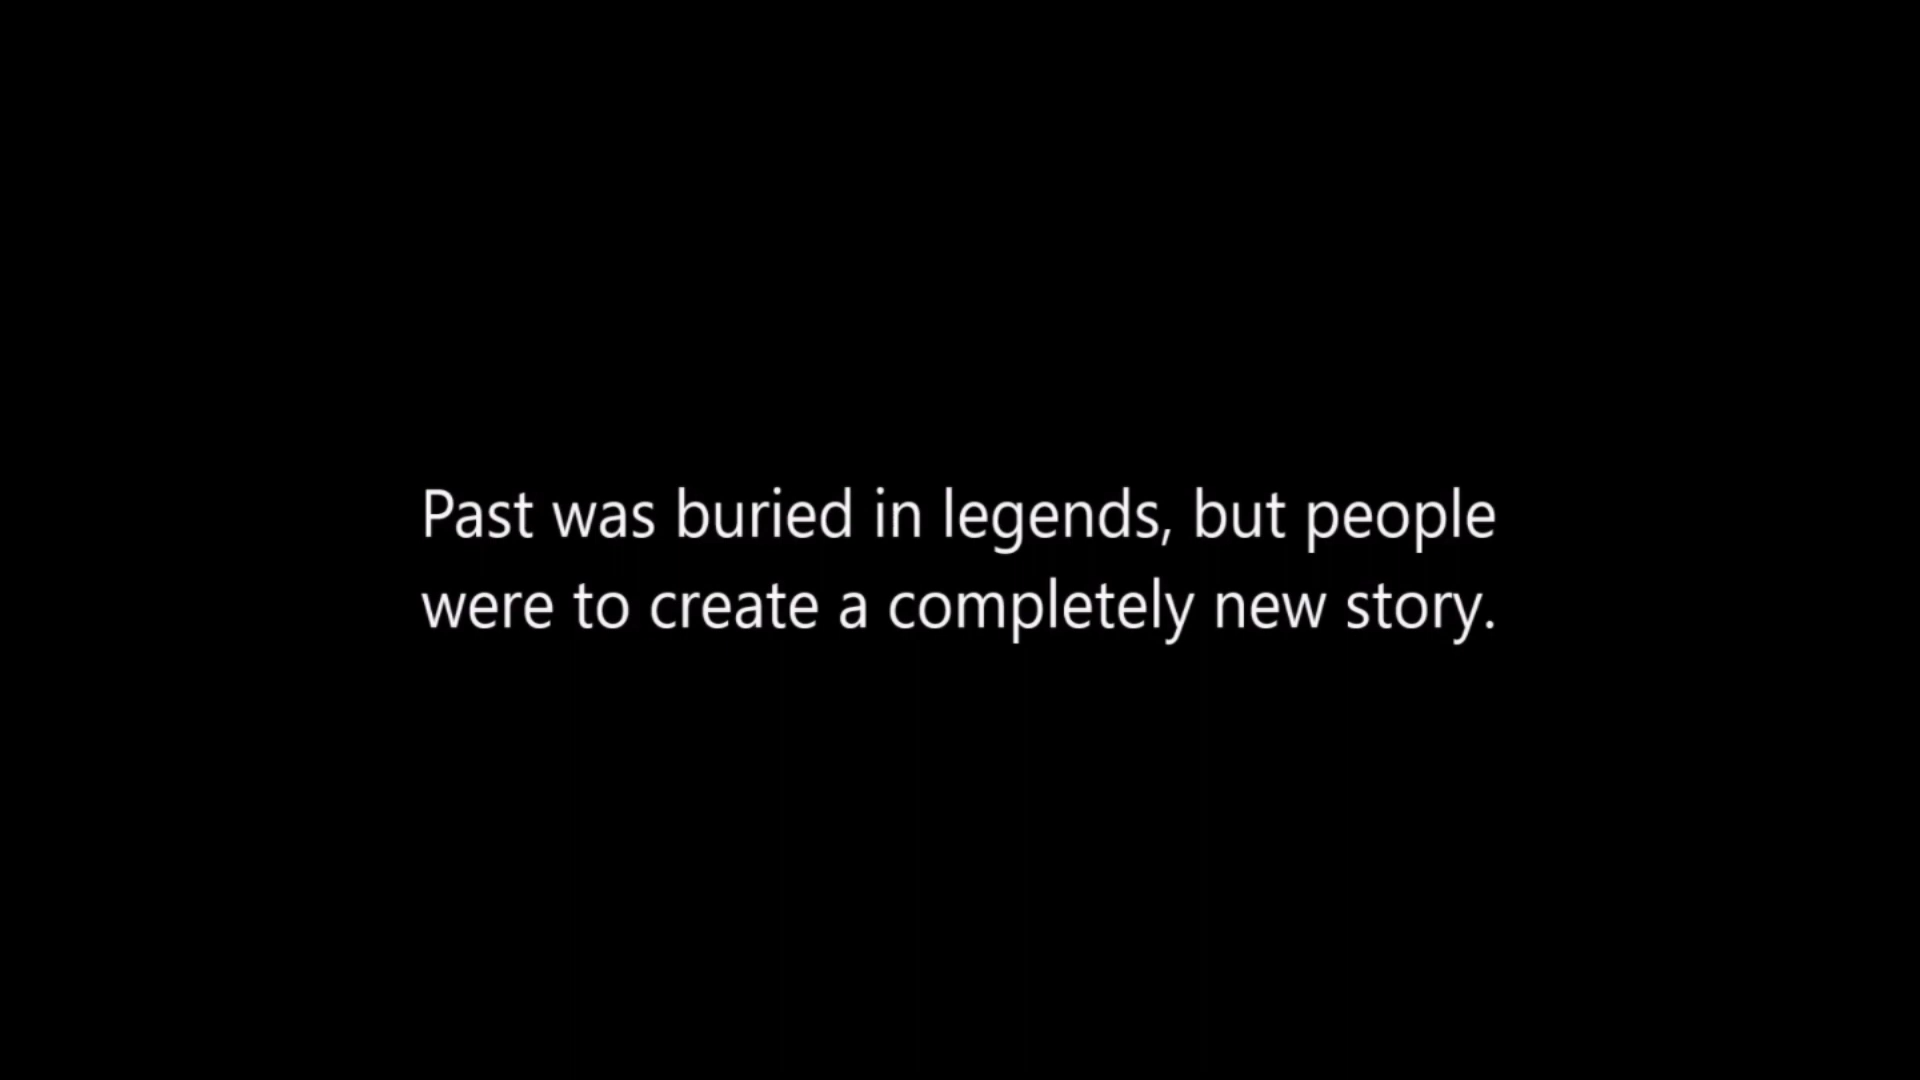 Past was buried in legends, but people
were to create a completely new story.